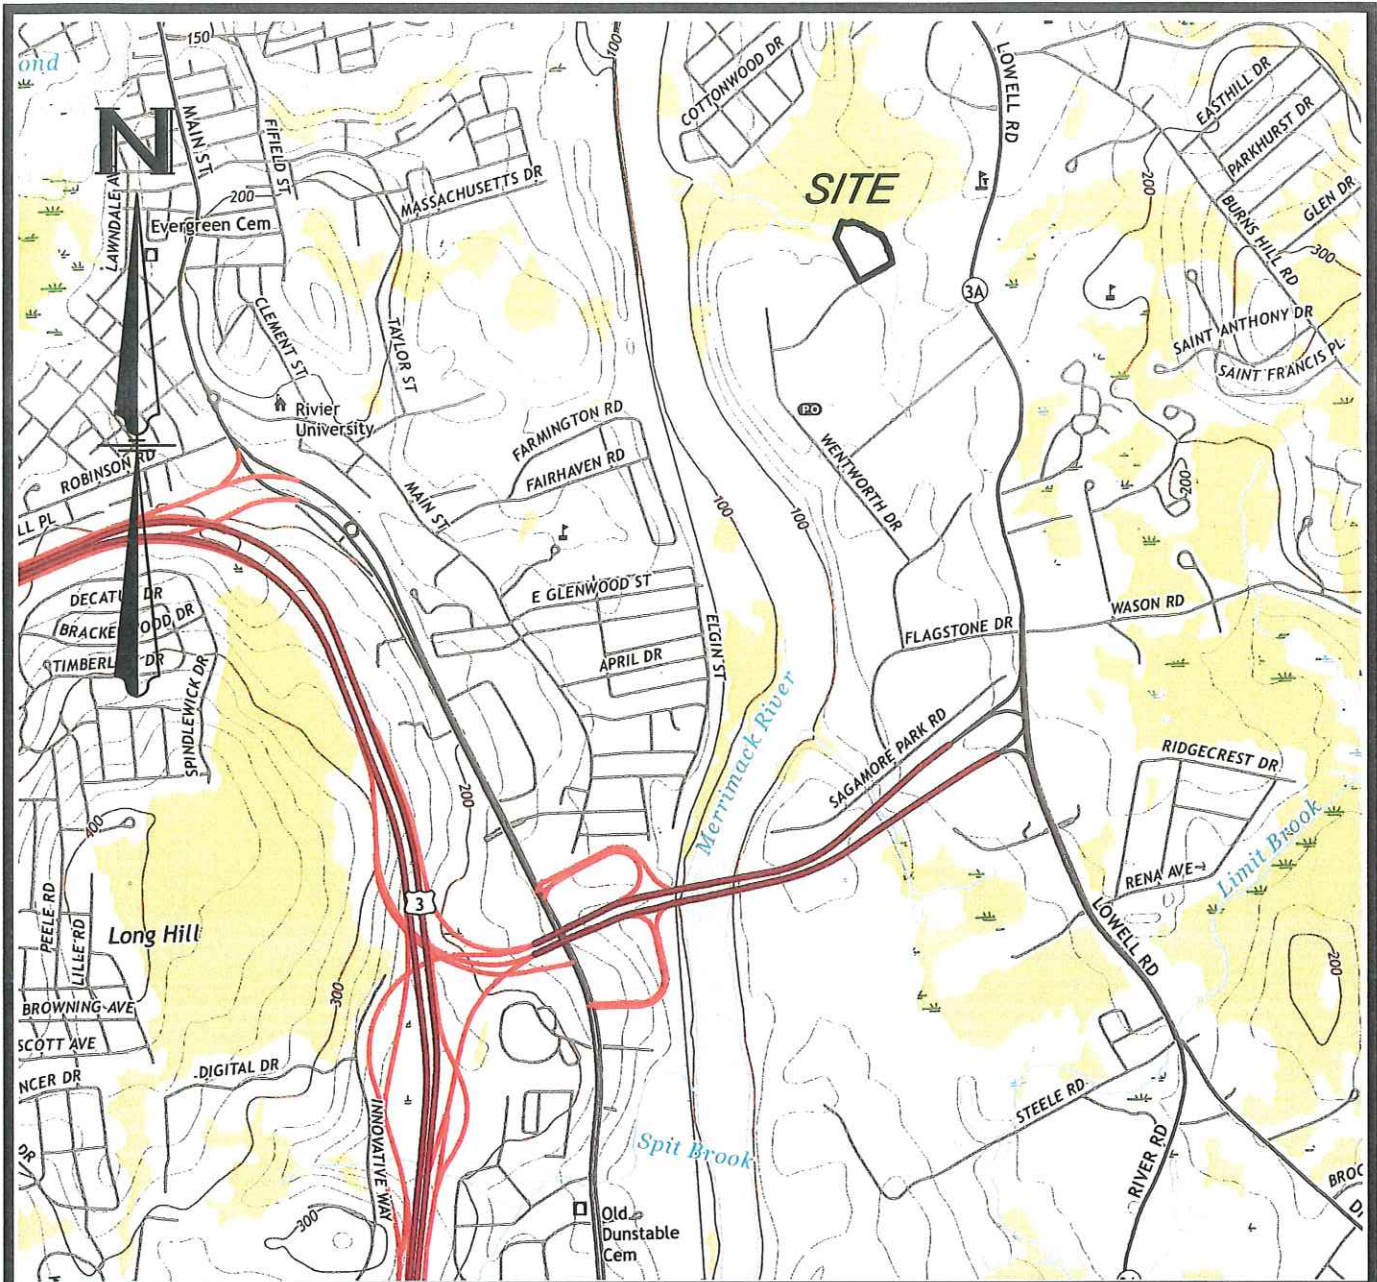 ond
150
100
COTTONWOOD DR
LOWELL RD
EASTHILL DR
PARKHURST DR
GLEN DR
BURNS HILL RD
N
MAIN ST
FIFIELD ST
200
MASSACHUSETTS DR
SITE
200
LAWNDALE AV
Evergreen Cem
300
3A
CLEMENT ST
TAYLOR ST
SAINT ANTHONY DR
SAINT FRANCIS PL
Rivier
University
PO
FARMINGTON RD
FAIRHAVEN RD
WENTWORTH DR
ROBINSON RD
MAIN ST
LL PL
100
100
200
DECATU DR
BRACKE OOD DR
TIMBERL DR
SPINDLEWICK DR
E GLENWOOD ST
APRIL DR
ELGIN ST
FLAGSTONE DR
WASON RD
Merrimack River
SAGAMORE PARK RD
RIDGECREST DR
200
400
Limit Brook
RENA AVE
PEELE RD
LILLE RD
Long Hill
3
LOWELL RD
200
300
BROWNING AVE
SCOTT AVE
NCER DR
DIGITAL DR
INNOVATIVE WAY
STEELE RD
RIVER RD
Spit Brook
DR
BROC
D
300
Old
Dunstable
Cem